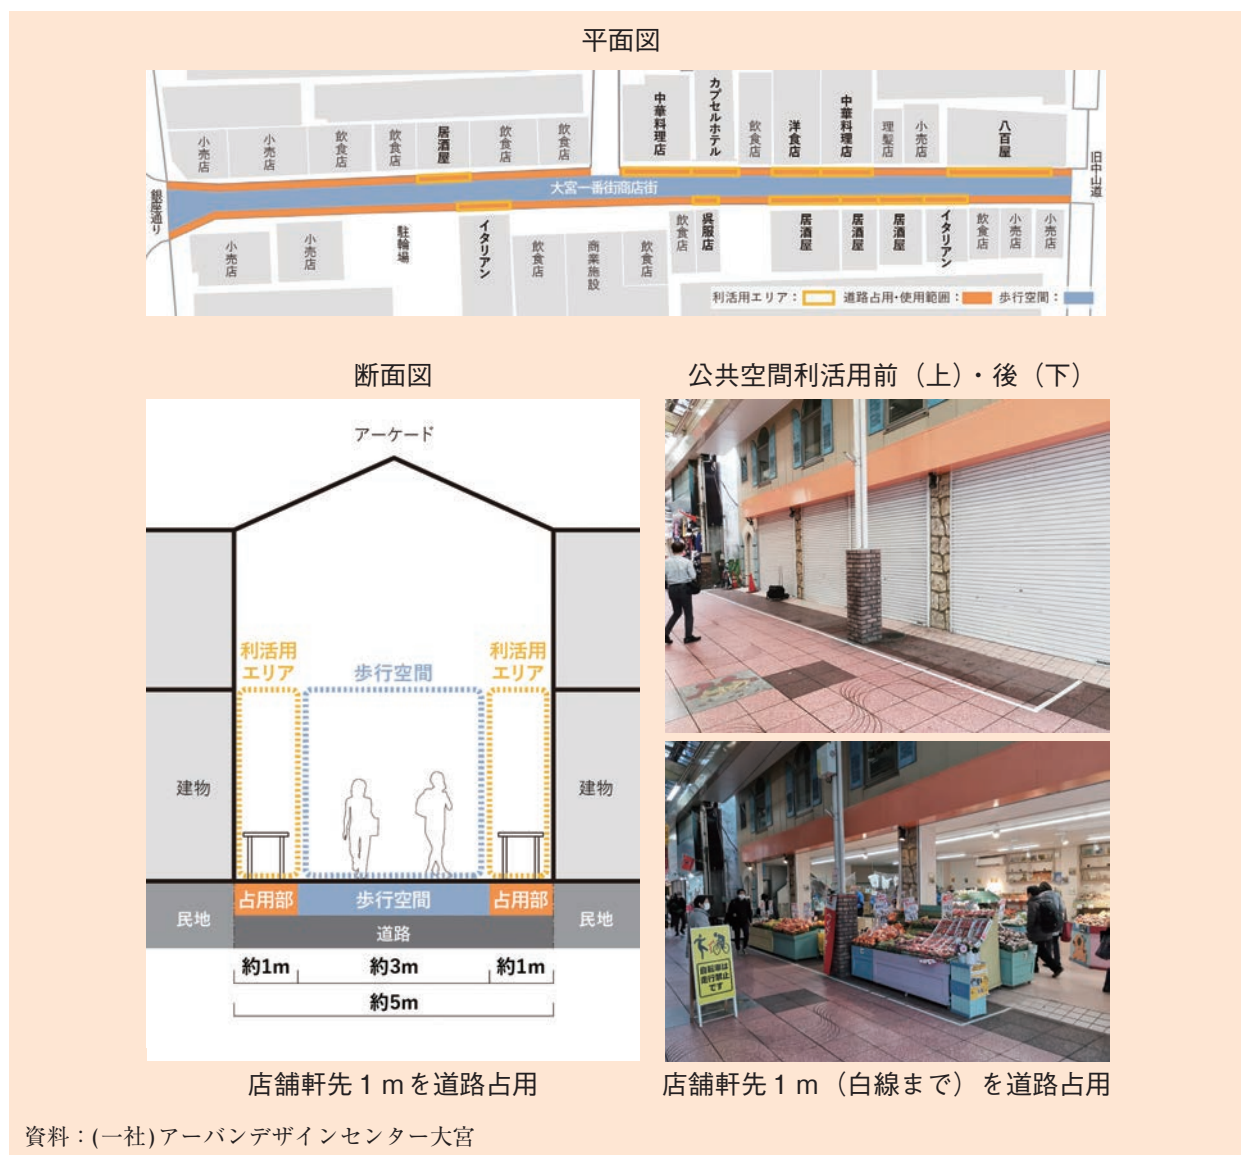 平面図
小売店
小売店
飲食店
飲食店
居酒屋
飲食店
飲食店
中華料理店
カプセルホテル
飲食店
洋食店
中華料理店
理髪店
小売店
八百屋
銀座通り
大宮一番街商店街
旧中山道
小売店
小売店
駐輪場
イタリアン
飲食店
商業施設
飲食店
飲食店
呉服店
居酒屋
居酒屋
居酒屋
イタリアン
飲食店
小売店
小売店
利活用エリア： 道路占用・使用範囲： 歩行空間：
断面図
アーケード
利活用
エリア
歩行空間
利活用
エリア
建物
建物
民地
占用部
歩行空間
占用部
民地
道路
約1m
約3m
約1m
約5m
店舗軒先1mを道路占用
公共空間利活用前（上）・後（下）
自転車は
走行禁止
です
店舗軒先1m（白線まで）を道路占用
資料：(一社)アーバンデザインセンター大宮